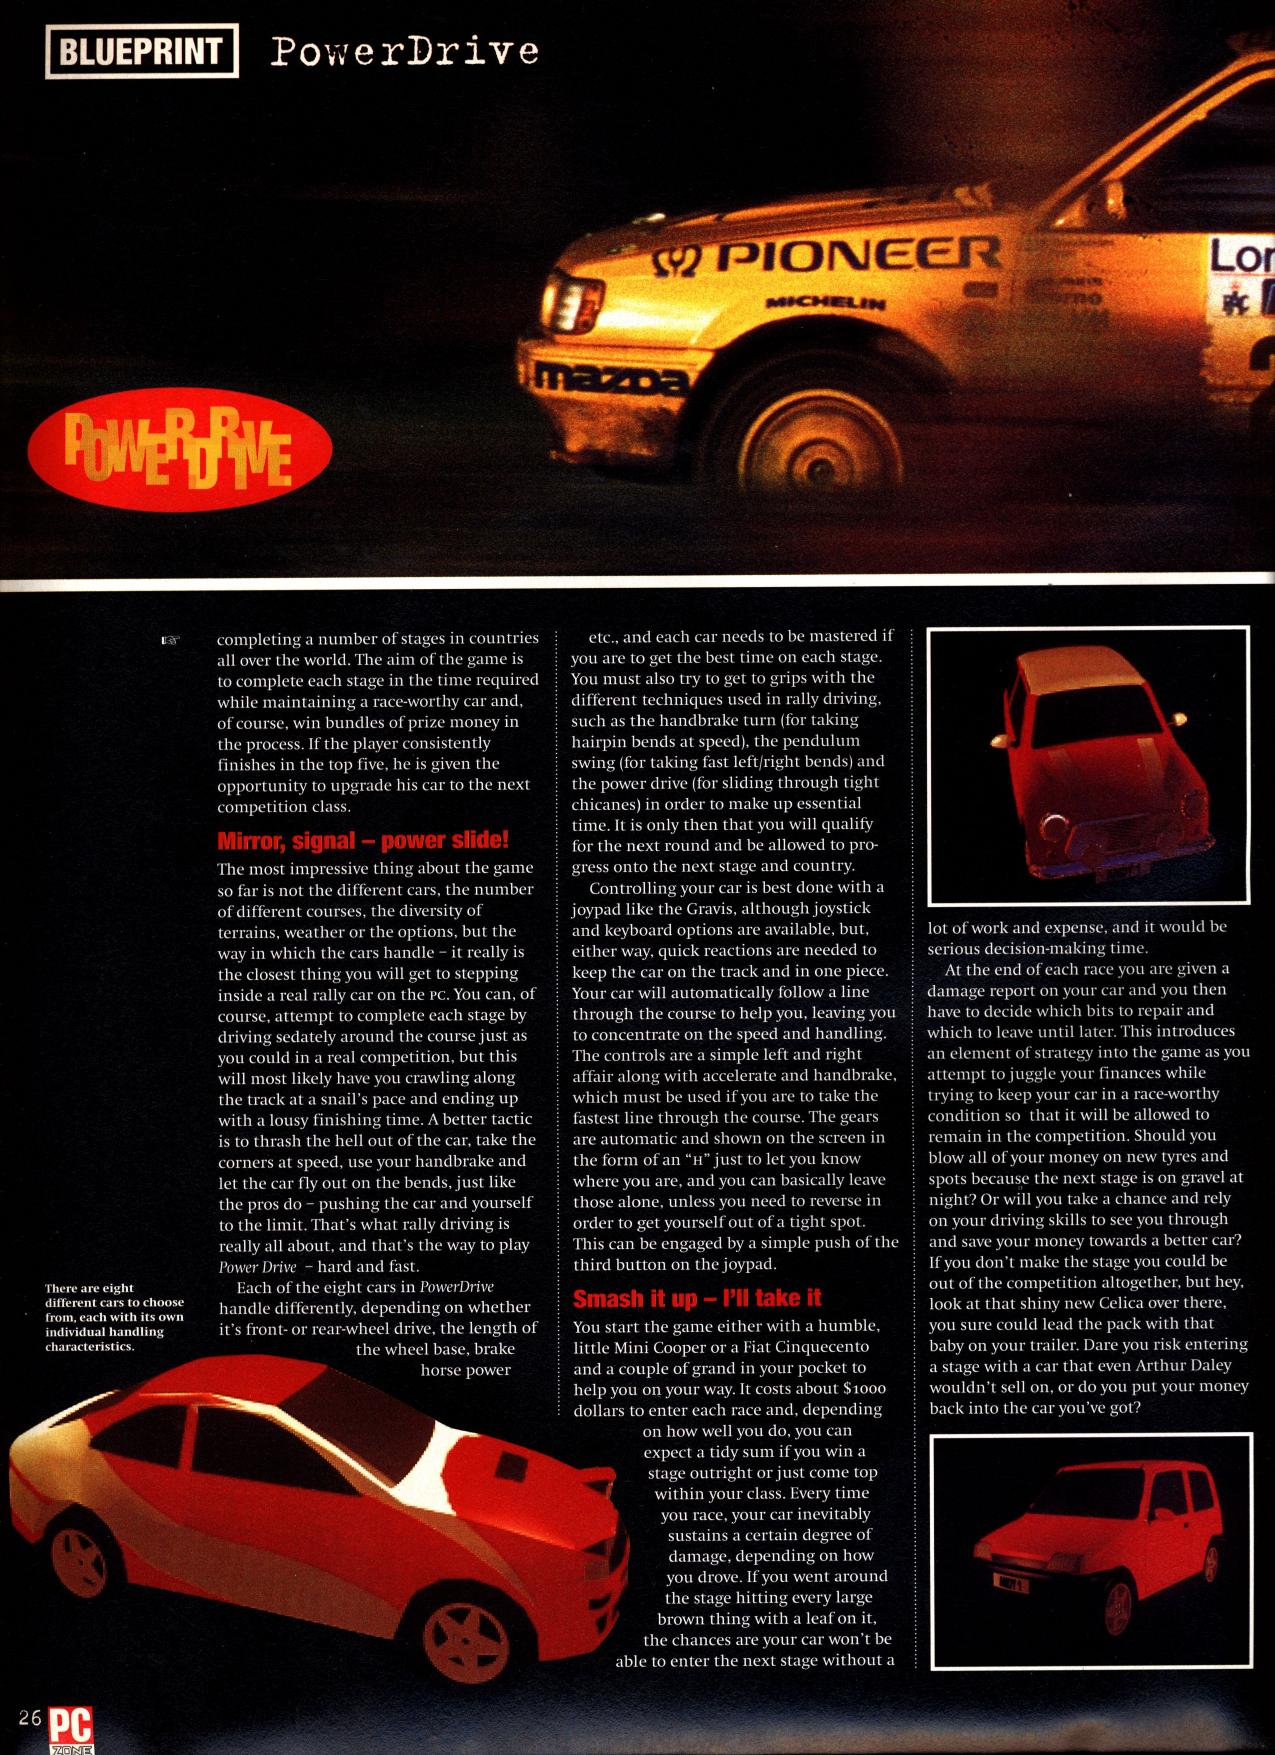 BLUEPRINT PowerDrive
PIONEER
MICHELIN
mazda
Lon
POWERDRIVE
completing a number of stages in countries
all over the world. The aim of the game is
to complete each stage in the time required
while maintaining a race-worthy car and,
of course, win bundles of prize money in
the process. If the player consistently
finishes in the top five, he is given the
opportunity to upgrade his car to the next
competition class.
Mirror, signal – power slide!
The most impressive thing about the game
so far is not the different cars, the number
of different courses, the diversity of
terrains, weather or the options, but the
way in which the cars handle – it really is
the closest thing you will get to stepping
inside a real rally car on the PC. You can, of
course, attempt to complete each stage by
driving sedately around the course just as
you could in a real competition, but this
will most likely have you crawling along
the track at a snail's pace and ending up
with a lousy finishing time. A better tactic
is to thrash the hell out of the car, take the
corners at speed, use your handbrake and
let the car fly out on the bends, just like
the pros do – pushing the car and yourself
to the limit. That's what rally driving is
really all about, and that's the way to play
Power Drive – hard and fast.
Each of the eight cars in PowerDrive
handle differently, depending on whether
it's front- or rear-wheel drive, the length of
the wheel base, brake
horse power
There are eight
different cars to choose
from, each with its own
individual handling
characteristics.
etc., and each car needs to be mastered if
you are to get the best time on each stage.
You must also try to get to grips with the
different techniques used in rally driving,
such as the handbrake turn (for taking
hairpin bends at speed), the pendulum
swing (for taking fast left/right bends) and
the power drive (for sliding through tight
chicanes) in order to make up essential
time. It is only then that you will qualify
for the next round and be allowed to pro-
gress onto the next stage and country.
Controlling your car is best done with a
joypad like the Gravis, although joystick
and keyboard options are available, but,
either way, quick reactions are needed to
keep the car on the track and in one piece.
Your car will automatically follow a line
through the course to help you, leaving you
to concentrate on the speed and handling.
The controls are a simple left and right
affair along with accelerate and handbrake,
which must be used if you are to take the
fastest line through the course. The gears
are automatic and shown on the screen in
the form of an "H" just to let you know
where you are, and you can basically leave
those alone, unless you need to reverse in
order to get yourself out of a tight spot.
This can be engaged by a simple push of the
third button on the joypad.
Smash it up – I'll take it
You start the game either with a humble,
little Mini Cooper or a Fiat Cinquecento
and a couple of grand in your pocket to
help you on your way. It costs about $1000
dollars to enter each race and, depending
on how well you do, you can
expect a tidy sum if you win a
stage outright or just come top
within your class. Every time
you race, your car inevitably
sustains a certain degree of
damage, depending on how
you drove. If you went around
the stage hitting every large
brown thing with a leaf on it,
the chances are your car won't be
able to enter the next stage without a
lot of work and expense, and it would be
serious decision-making time.
At the end of each race you are given a
damage report on your car and you then
have to decide which bits to repair and
which to leave until later. This introduces
an element of strategy into the game as you
attempt to juggle your finances while
trying to keep your car in a race-worthy
condition so that it will be allowed to
remain in the competition. Should you
blow all of your money on new tyres and
spots because the next stage is on gravel at
night? Or will you take a chance and rely
on your driving skills to see you through
and save your money towards a better car?
If you don't make the stage you could be
out of the competition altogether, but hey,
look at that shiny new Celica over there,
you sure could lead the pack with that
baby on your trailer. Dare you risk entering
a stage with a car that even Arthur Daley
wouldn't sell on, or do you put your money
back into the car you've got?
26 PC
ZONE